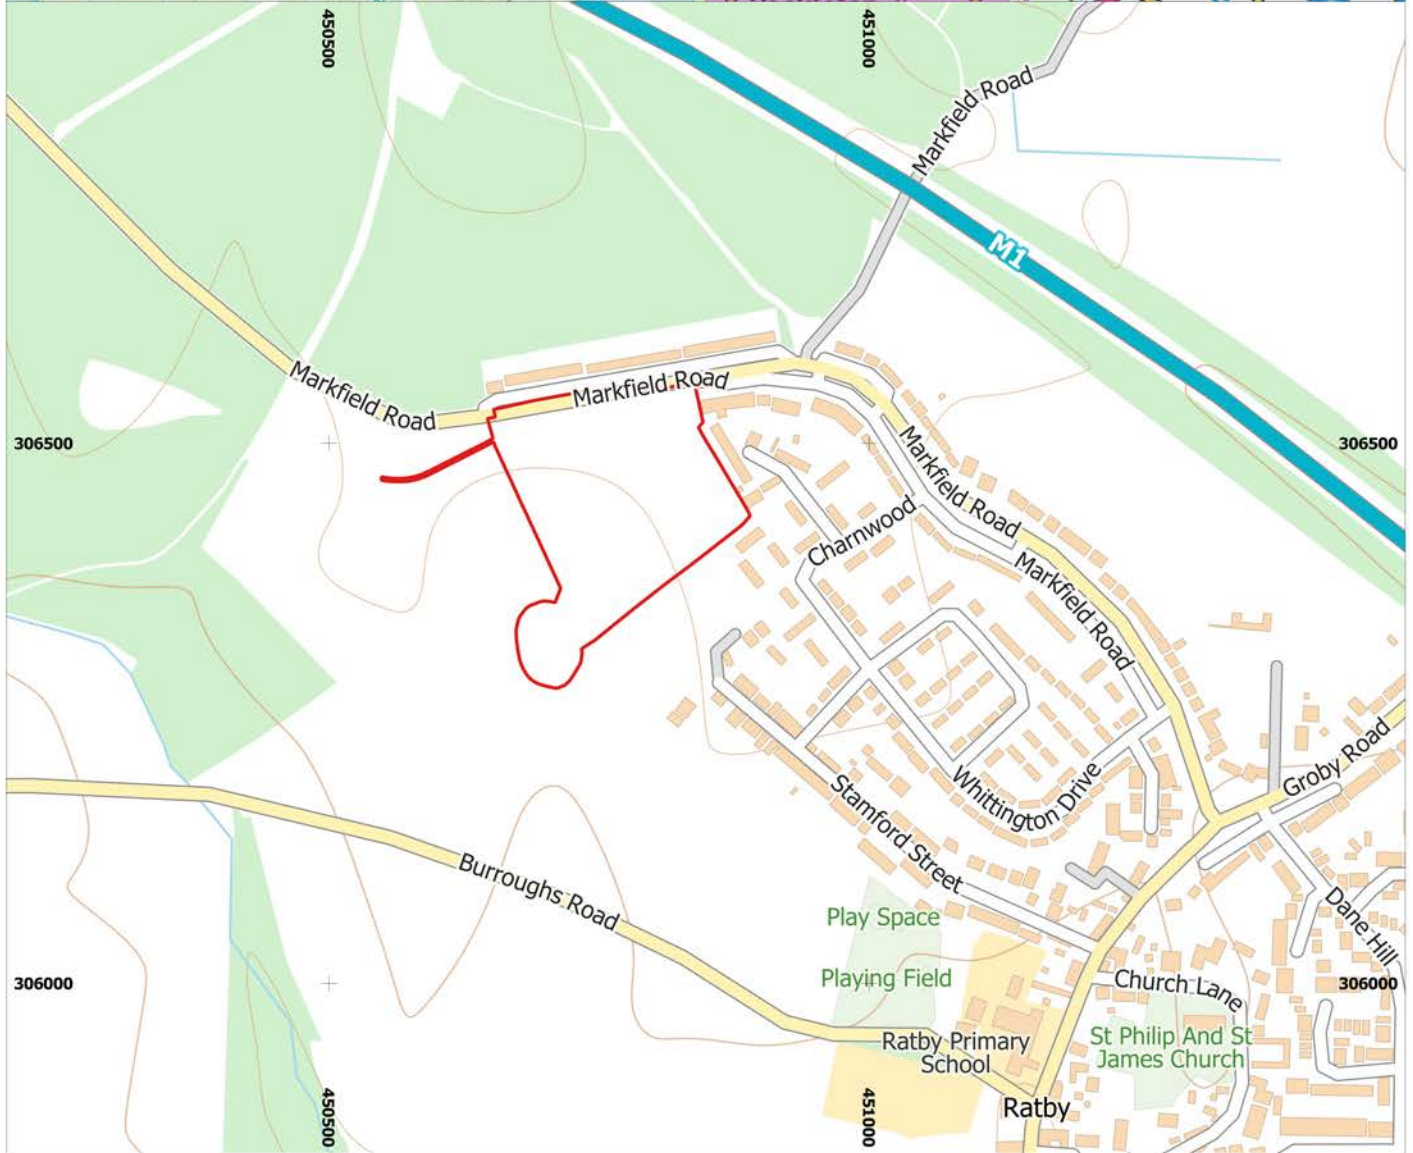 450500
451000
Markfield Road
M1
Markfield Road
Markfield Road
306500
306500
Markfield Road
Charnwood
Markfield Road
Groby Road
Whittington Drive
Stamford Street
Burroughs Road
Dane Hill
Play Space
Playing Field
306000
306000
Church Lane
Ratby Primary
School
St Philip And St
James Church
450500
451000
Ratby